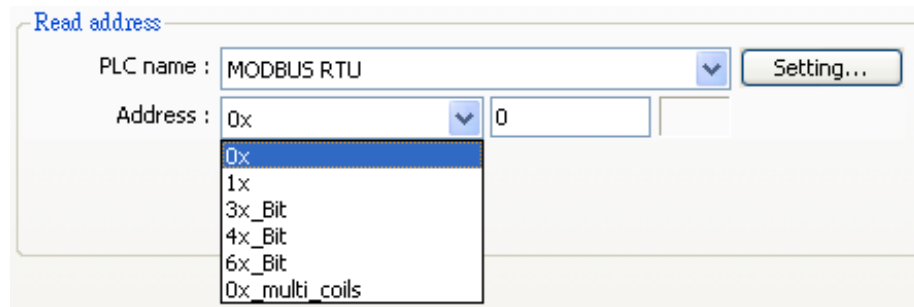 Read address
PLC name : MODBUS RTU Setting...
Address : 0x 0
0x
1x
3x_Bit
4x_Bit
6x_Bit
0x_multi_coils